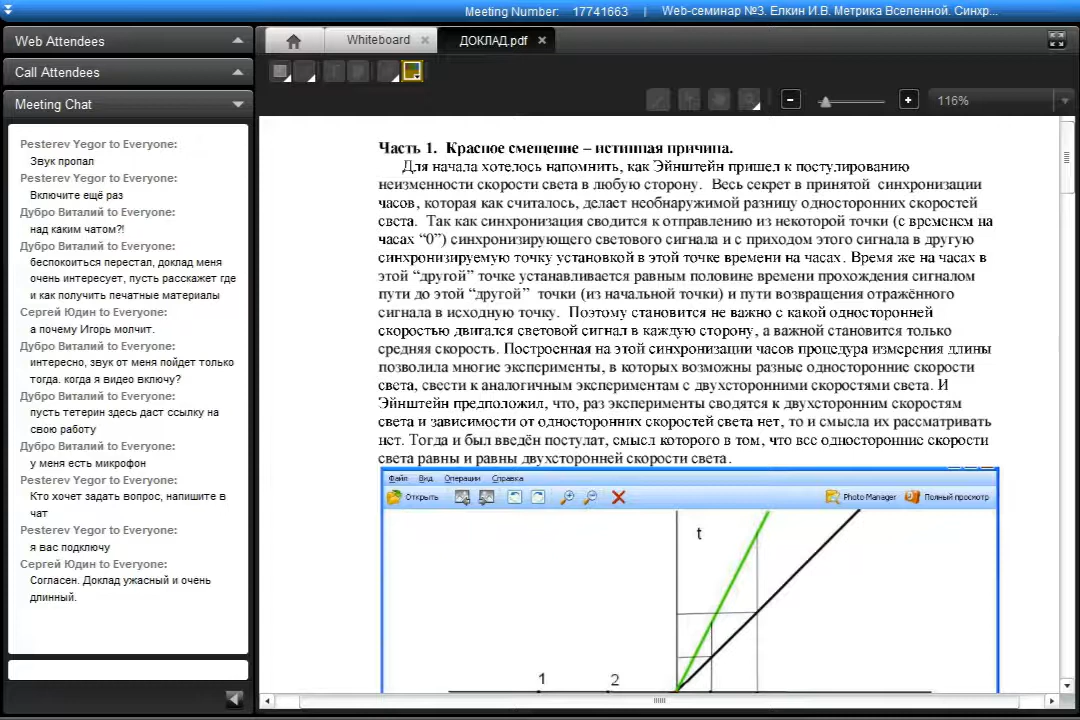 Meeting Number: 17741663 | Web-семинар №3. Елкин И.В. Метрика Вселенной. Синхр...
Web Attendees
Call Attendees
Meeting Chat
Pesterev Yegor to Everyone:
Звук пропал
Pesterev Yegor to Everyone:
Включите ещё раз
Дубро Виталий to Everyone:
над каким чатом?!
Дубро Виталий to Everyone:
беспокоиться перестал, доклад меня
очень интересует, пусть расскажет где
и как получить печатные материалы
Сергей Юдин to Everyone:
а почему Игорь молчит.
Дубро Виталий to Everyone:
интересно, звук от меня пойдет только
тогда. когда я видео включу?
Дубро Виталий to Everyone:
пусть тетерин здесь даст ссылку на
свою работу
Дубро Виталий to Everyone:
у меня есть микрофон
Pesterev Yegor to Everyone:
Кто хочет задать вопрос, напишите в
чат
Pesterev Yegor to Everyone:
я вас подключу
Сергей Юдин to Everyone:
Согласен. Доклад ужасный и очень
длинный.
Whiteboard
ДОКЛАД.pdf
116%
Часть 1. Красное смещение – истинная причина.
Для начала хотелось напомнить, как Эйнштейн пришел к постулированию
неизменности скорости света в любую сторону. Весь секрет в принятой синхронизации
часов, которая как считалось, делает необнаружимой разницу односторонних скоростей
света. Так как синхронизация сводится к отправлению из некоторой точки (с временем на
часах “0”) синхронизирующего светового сигнала и с приходом этого сигнала в другую
синхронизируемую точку установкой в этой точке времени на часах. Время же на часах в
этой “другой” точке устанавливается равным половине времени прохождения сигналом
пути до этой “другой” точки (из начальной точки) и пути возвращения отражённого
сигнала в исходную точку. Поэтому становится не важно с какой односторонней
скоростью двигался световой сигнал в каждую сторону, а важной становится только
средняя скорость. Построенная на этой синхронизации часов процедура измерения длины
позволила многие эксперименты, в которых возможны разные односторонние скорости
света, свести к аналогичным экспериментам с двухсторонними скоростями света. И
Эйнштейн предположил, что, раз эксперименты сводятся к двухсторонним скоростям
света и зависимости от односторонних скоростей света нет, то и смысла их рассматривать
нет. Тогда и был введён постулат, смысл которого в том, что все односторонние скорости
света равны и равны двухсторонней скорости света.
Файл Вид Операции Справка
Открыть Photo Manager Полный просмотр
t
1 2